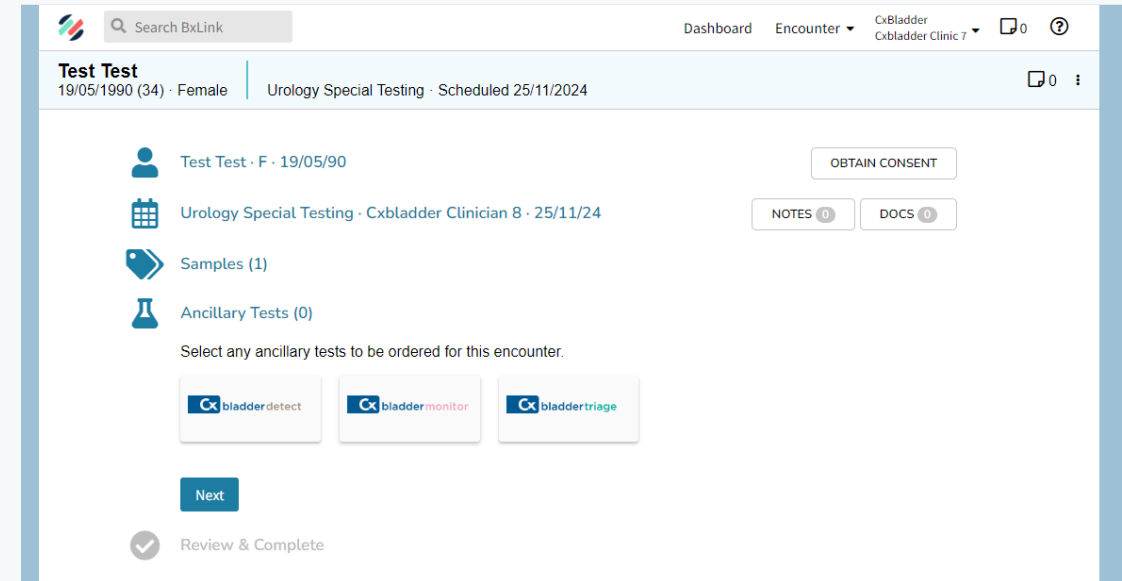 Search BxLink
Dashboard
Encounter
CxBladder
Cxbladder Clinic 7
0
Test Test
19/05/1990 (34) · Female
Urology Special Testing · Scheduled 25/11/2024
0
Test Test · F · 19/05/90
OBTAIN CONSENT
Urology Special Testing · Cxbladder Clinician 8 · 25/11/24
NOTES 0
DOCS 0
Samples (1)
Ancillary Tests (0)
Select any ancillary tests to be ordered for this encounter.
Cx bladderdetect
Cx bladdermonitor
Cx bladdertriage
Next
Review & Complete